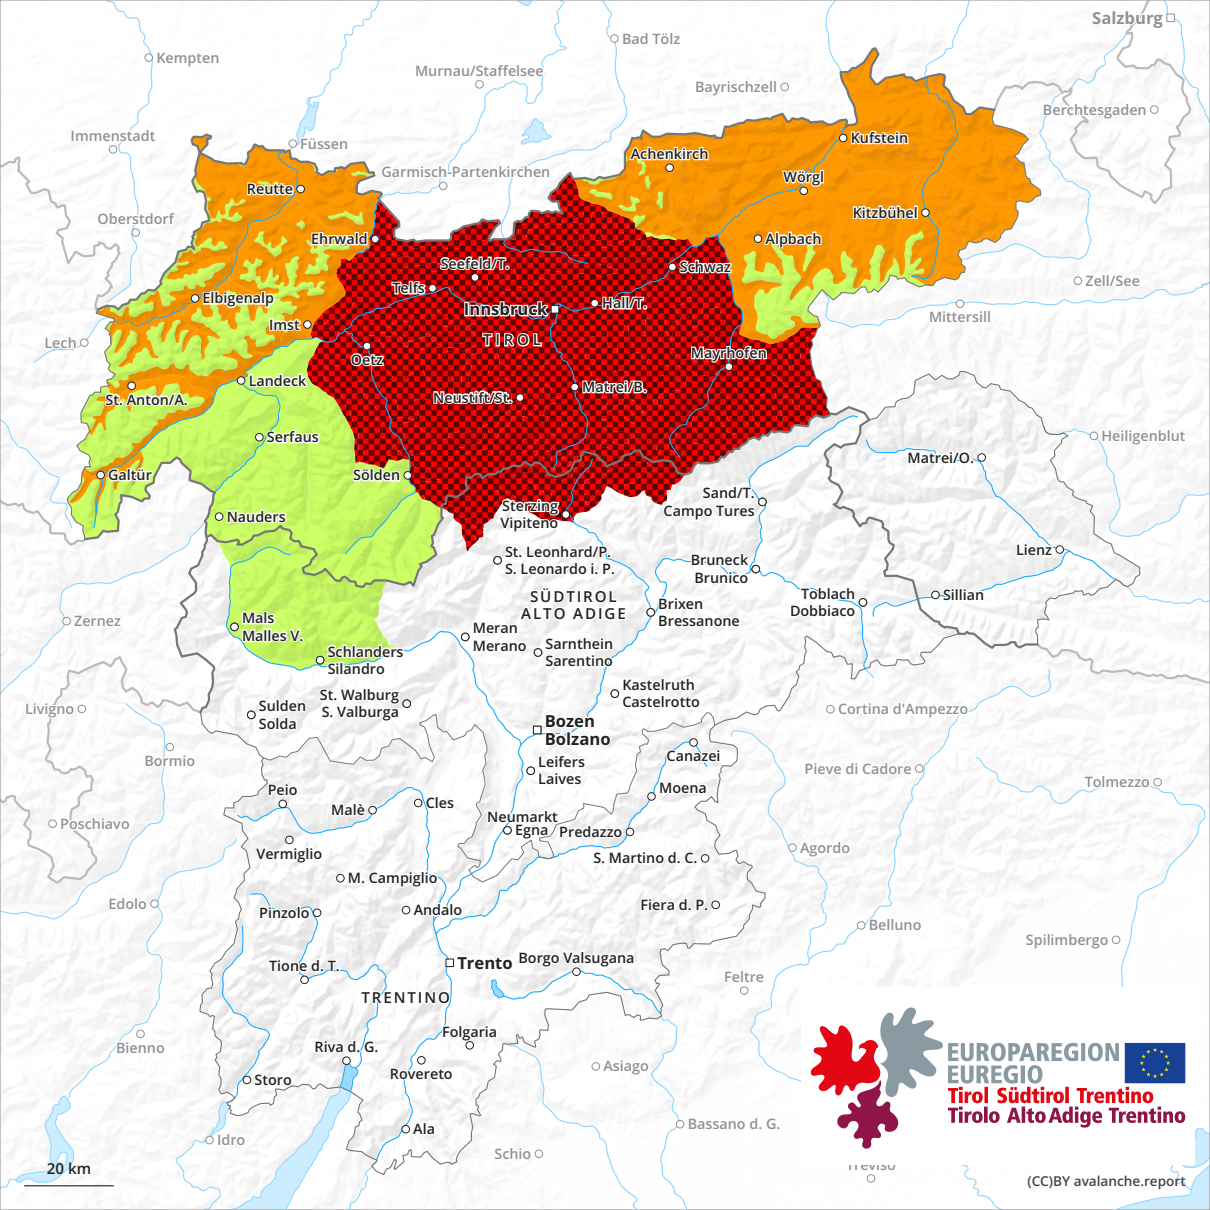 Salzburg
Bad Tölz
Kempten
Murnau/Staffelsee
Bayrischzell
Berchtesgaden
Immenstadt
Füssen
Kufstein
Achenkirch
Garmisch-Partenkirchen
Wörgl
Reutte
Oberstdorf
Kitzbühel
Ehrwald
Alpbach
Seefeld/T.
Schwaz
Zell/See
Telfs
Elbigenalp
Hall/T.
Innsbruck
Mittersill
Imst
TIROL
Lech
Oetz
Mayrhofen
Landeck
Matrei/B.
St. Anton/A.
Neustift/St.
Serfaus
Heiligenblut
Matrei/O.
Galtür
Sölden
Sand/T.
Campo Tures
Sterzing
Vipiteno
Nauders
Lienz
St. Leonhard/P.
S. Leonardo i. P.
Bruneck
Brunico
SÜDTIROL
ALTO ADIGE
Toblach
Dobbiaco
Sillian
Brixen
Bressanone
Zernez
Mals
Malles V.
Meran
Merano
Sarnthein
Sarentino
Schlanders
Silandro
Kastelruth
Castelrotto
St. Walburg
S. Valburga
Sulden
Solda
Livigno
Cortina d'Ampezzo
Bozen
Bolzano
Bormio
Canazei
Leifers
Laives
Pieve di Cadore
Tolmezzo
Peio
Moena
Malè
Cles
Neumarkt
Egna
Predazzo
Poschiavo
Vermiglio
Agordo
S. Martino d. C.
M. Campiglio
Edolo
Pinzolo
Andalo
Fiera d. P.
Belluno
Spilimbergo
Trento
Borgo Valsugana
Tione d. T.
Feltre
TRENTINO
Folgaria
Bienno
Riva d. G.
Rovereto
Asiago
Storo
EUROPAREGION
EUREGIO
Tirol Südtirol Trentino
Tirolo Alto Adige Trentino
Ala
Bassano d. G.
Idro
Schio
Treviso
20 km
(CC)BY avalanche.report